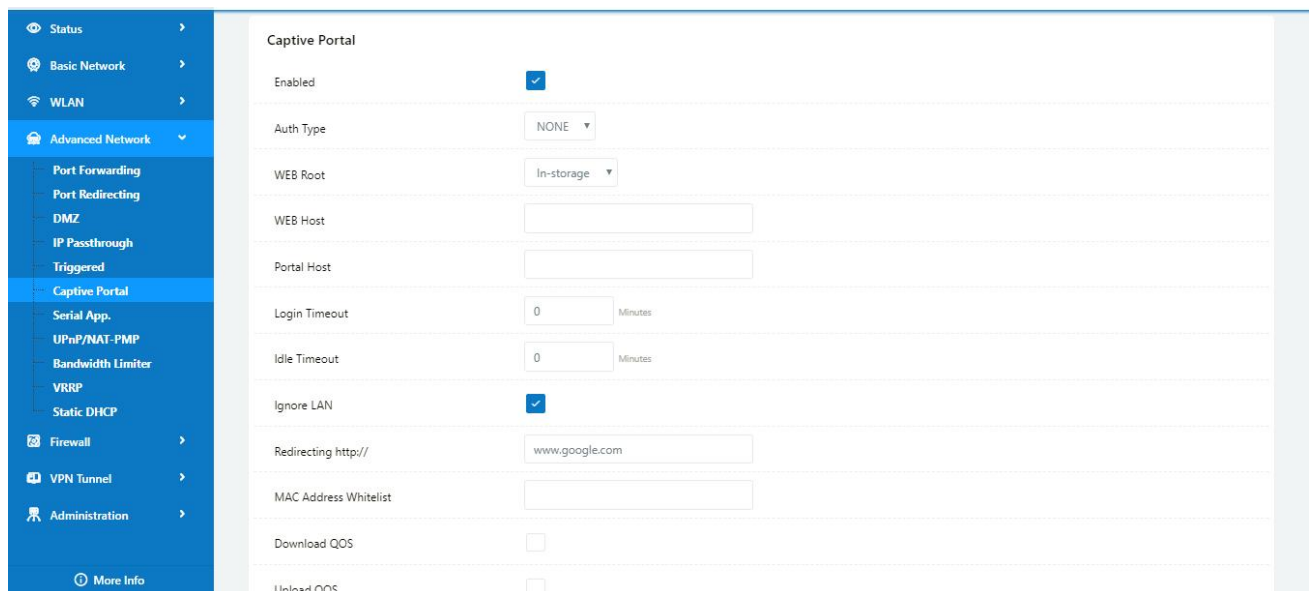 Status
Basic Network
WLAN
Advanced Network
Port Forwarding
Port Redirecting
DMZ
IP Passthrough
Triggered
Captive Portal
Serial App.
UPnP/NAT-PMP
Bandwidth Limiter
VRRP
Static DHCP
Firewall
VPN Tunnel
Administration
More Info
Captive Portal
Enabled
Auth Type NONE
WEB Root In-storage
WEB Host
Portal Host
Login Timeout 0 Minutes
Idle Timeout 0 Minutes
Ignore LAN
Redirecting http:// www.google.com
MAC Address Whitelist
Download QOS
Upload QOS